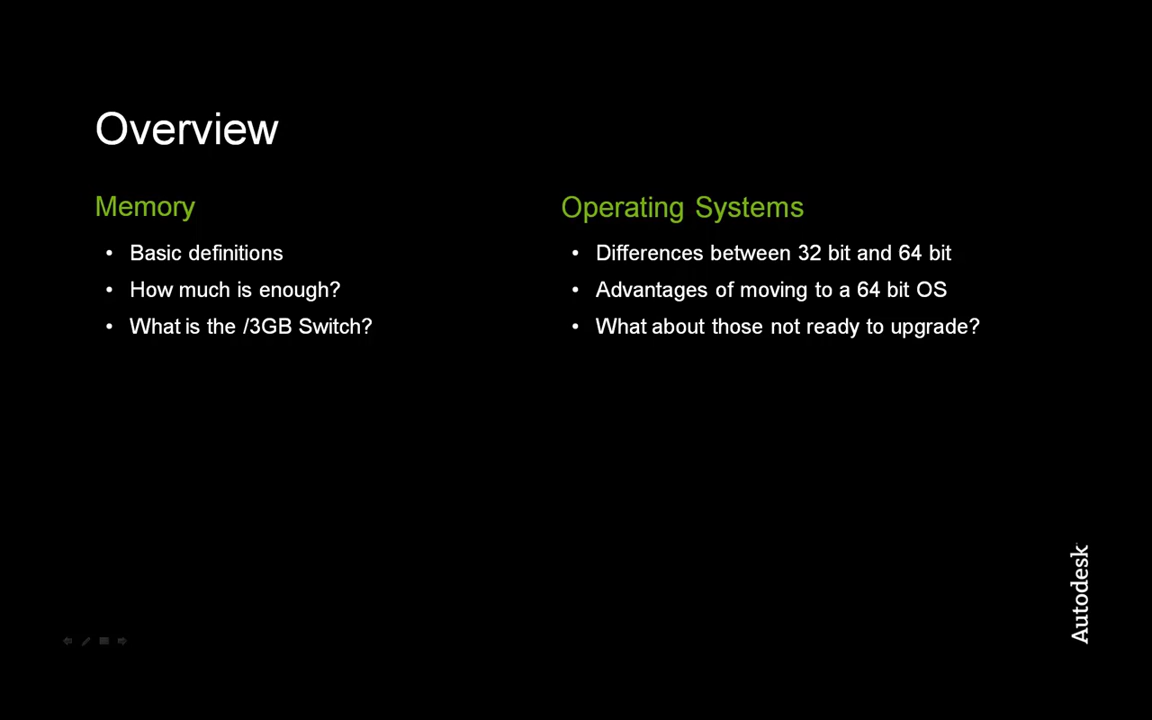 Overview
Memory
• Basic definitions
• How much is enough?
• What is the /3GB Switch?
Operating Systems
• Differences between 32 bit and 64 bit
• Advantages of moving to a 64 bit OS
• What about those not ready to upgrade?
Autodesk